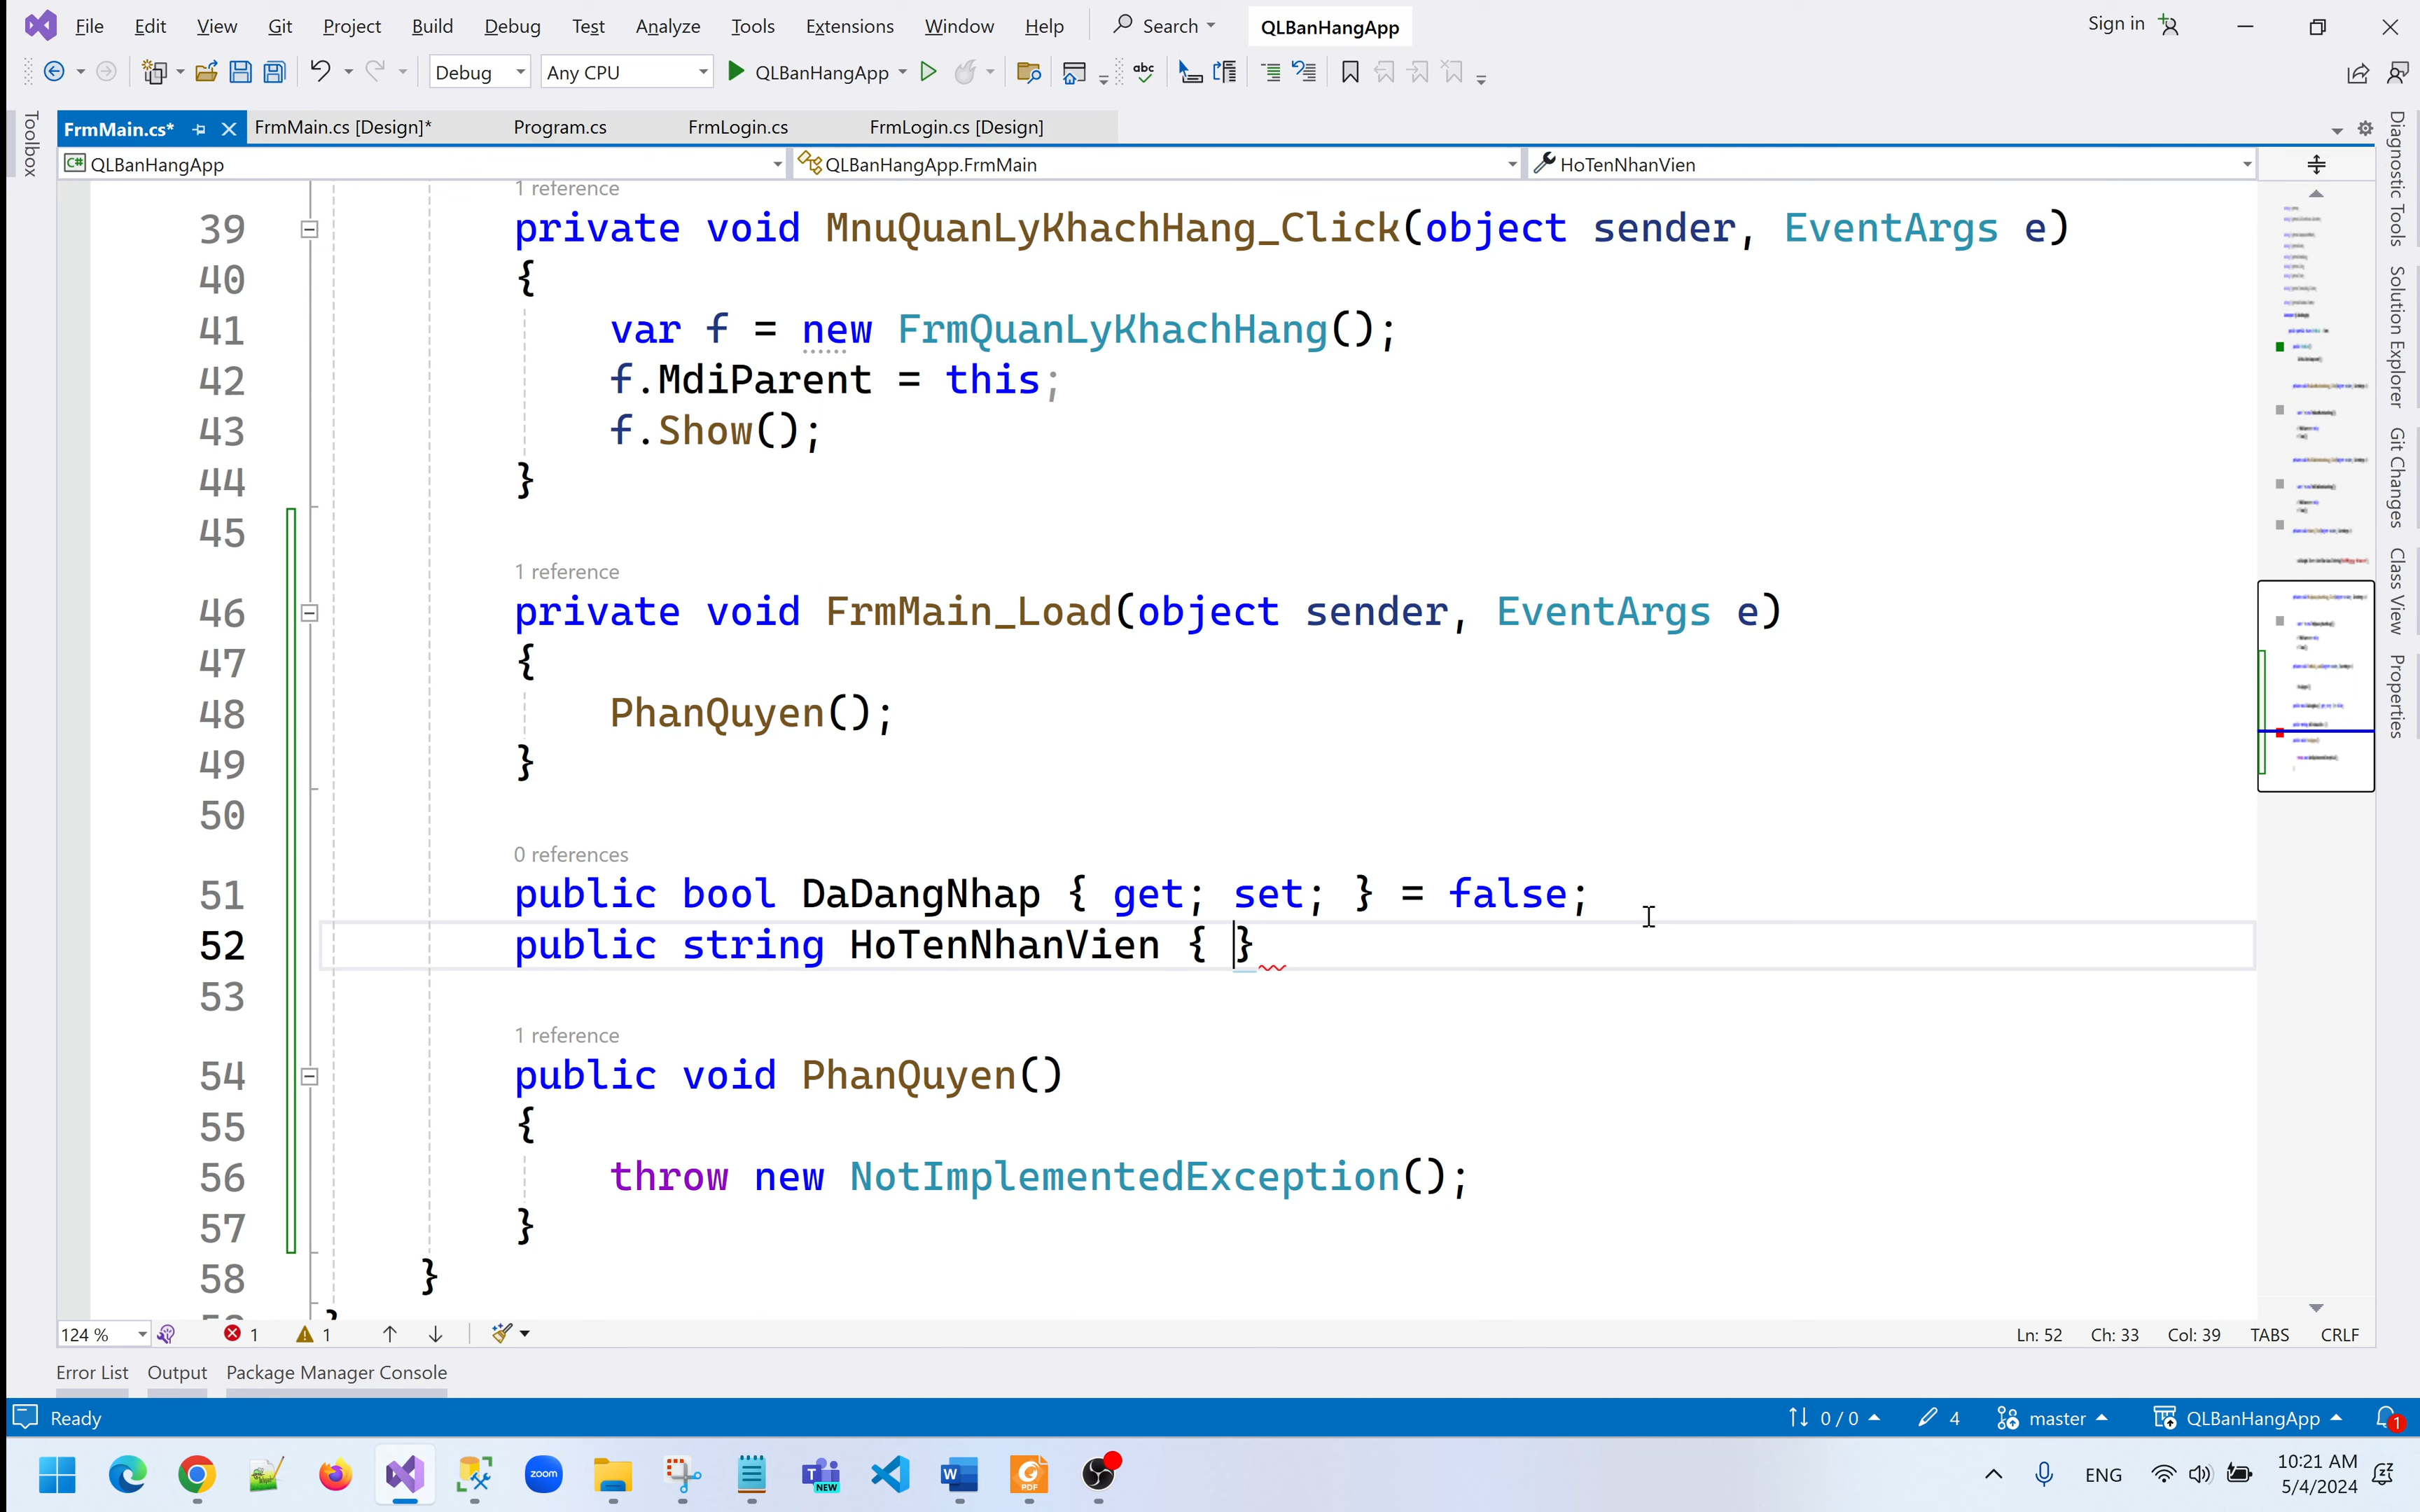 File Edit View Git Project Build Debug Test Analyze Tools Extensions Window Help Search QLBanHangApp Sign in
Debug Any CPU QLBanHangApp abc
Toolbox
FrmMain.cs* FrmMain.cs [Design]* Program.cs FrmLogin.cs FrmLogin.cs [Design]
C# QLBanHangApp QLBanHangApp.FrmMain HoTenNhanVien
1 reference
39 private void MnuQuanLyKhachHang_Click(object sender, EventArgs e)
40 {
41 var f = new FrmQuanLyKhachHang();
42 f.MdiParent = this;
43 f.Show();
44 }
45
1 reference
46 private void FrmMain_Load(object sender, EventArgs e)
47 {
48 PhanQuyen();
49 }
50
0 references
51 public bool DaDangNhap { get; set; } = false;
52 public string HoTenNhanVien { }
53
1 reference
54 public void PhanQuyen()
55 {
56 throw new NotImplementedException();
57 }
58 }
}
Diagnostic Tools
Solution Explorer
Git Changes
Class View
Properties
124 % 1 1 Ln: 52 Ch: 33 Col: 39 TABS CRLF
Error List Output Package Manager Console
Ready 0 / 0 4 master QLBanHangApp 1
zoom T NEW W PDF ENG 10:21 AM
5/4/2024